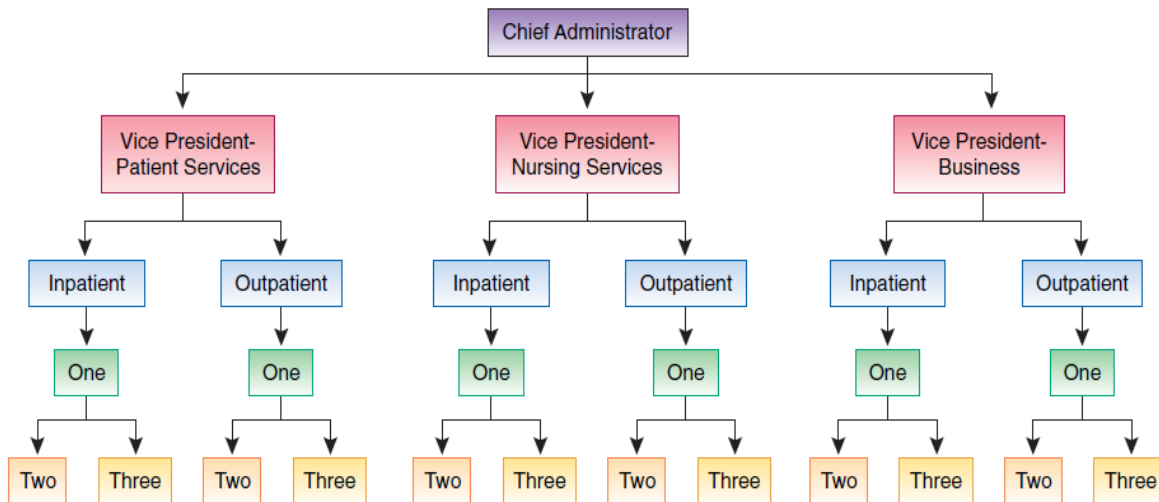 Chief Administrator
Vice President-
Patient Services
Vice President-
Nursing Services
Vice President-
Business
Inpatient
Outpatient
Inpatient
Outpatient
Inpatient
Outpatient
One
One
One
One
One
One
Two
Three
Two
Three
Two
Three
Two
Three
Two
Three
Two
Three